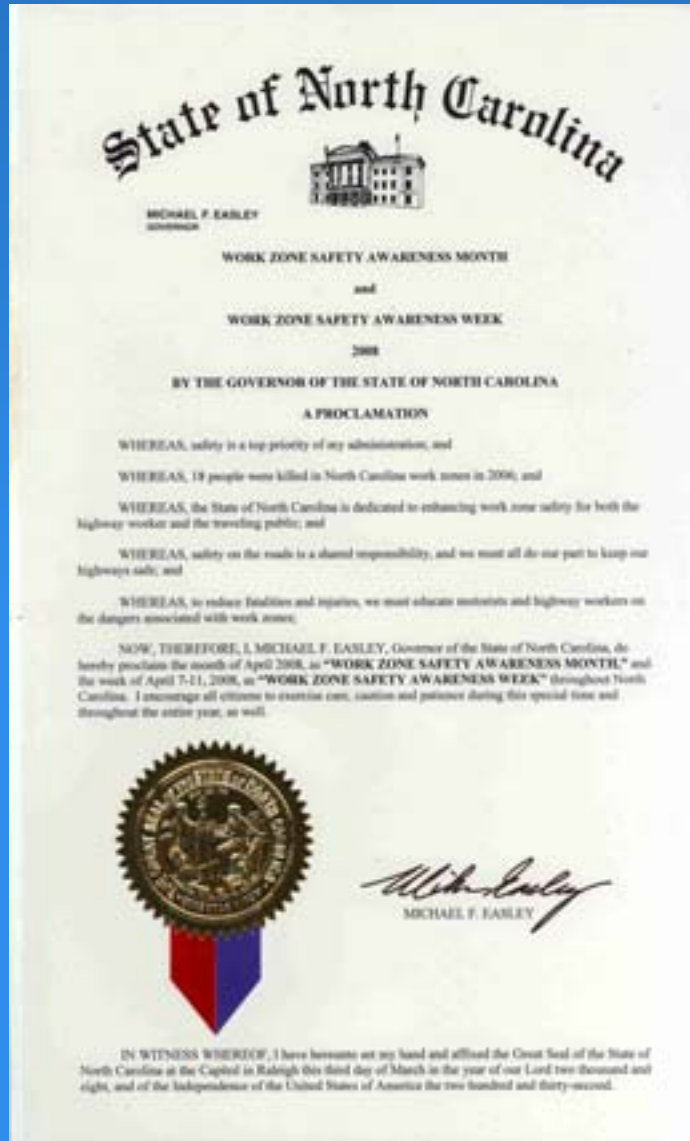 State of North Carolina
MICHAEL F. EASLEY
GOVERNOR
WORK ZONE SAFETY AWARENESS MONTH
and
WORK ZONE SAFETY AWARENESS WEEK
2008
BY THE GOVERNOR OF THE STATE OF NORTH CAROLINA
A PROCLAMATION
WHEREAS, safety is a top priority of my administration; and
WHEREAS, 18 people were killed in North Carolina work zones in 2006; and
WHEREAS, the State of North Carolina is dedicated to enhancing work zone safety for both the
highway worker and the traveling public; and
WHEREAS, safety on the roads is a shared responsibility, and we must all do our part to keep our
highways safe; and
WHEREAS, to reduce fatalities and injuries, we must educate motorists and highway workers on
the dangers associated with work zones;
NOW, THEREFORE, I, MICHAEL F. EASLEY, Governor of the State of North Carolina, do
hereby proclaim the month of April 2008, as "WORK ZONE SAFETY AWARENESS MONTH," and
the week of April 7-11, 2008, as "WORK ZONE SAFETY AWARENESS WEEK" throughout North
Carolina. I encourage all citizens to exercise care, caution and patience during this special time and
throughout the entire year, as well.
THE GREAT SEAL OF THE STATE OF NORTH CAROLINA
Mike Easley
MICHAEL F. EASLEY
IN WITNESS WHEREOF, I have hereunto set my hand and affixed the Great Seal of the State of
North Carolina at the Capitol in Raleigh this third day of March in the year of our Lord two thousand and
eight, and of the Independence of the United States of America the two hundred and thirty-second.